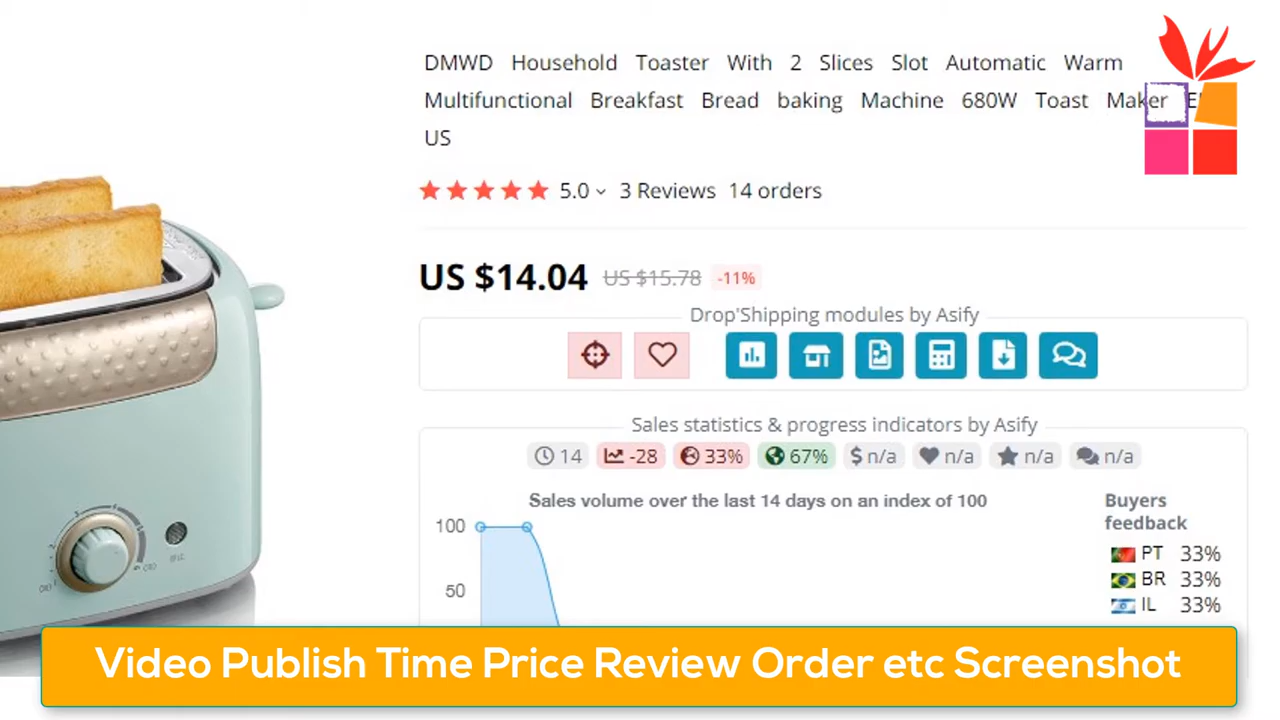 DMWD Household Toaster With 2 Slices Slot Automatic Warm
Multifunctional Breakfast Bread baking Machine 680W Toast Maker
US
5.0 3 Reviews 14 orders
US $14.04 US $15.78 -11%
Drop'Shipping modules by Asify
Sales statistics & progress indicators by Asify
14 -28 33% 67% $ n/a n/a n/a n/a
Sales volume over the last 14 days on an index of 100
Buyers
feedback
100
50
PT 33%
BR 33%
IL 33%
Video Publish Time Price Review Order etc Screenshot